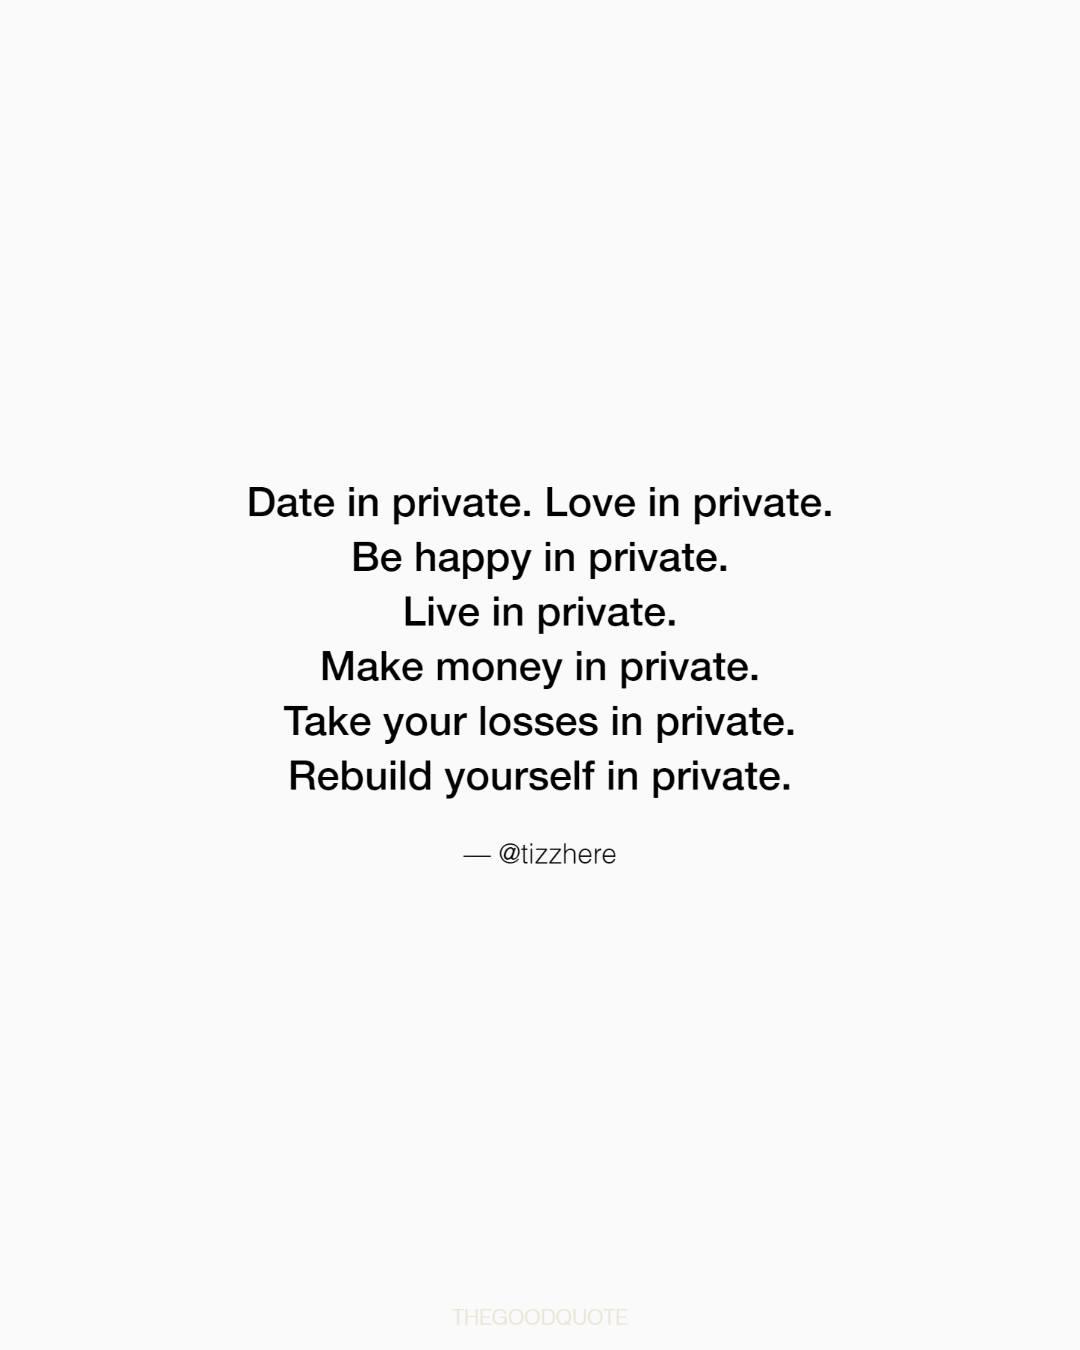 Date in private. Love in private.
Be happy in private.
Live in private.
Make money in private.
Take your losses in private.
Rebuild yourself in private.
— @tizzhere
THEGOODQUOTE